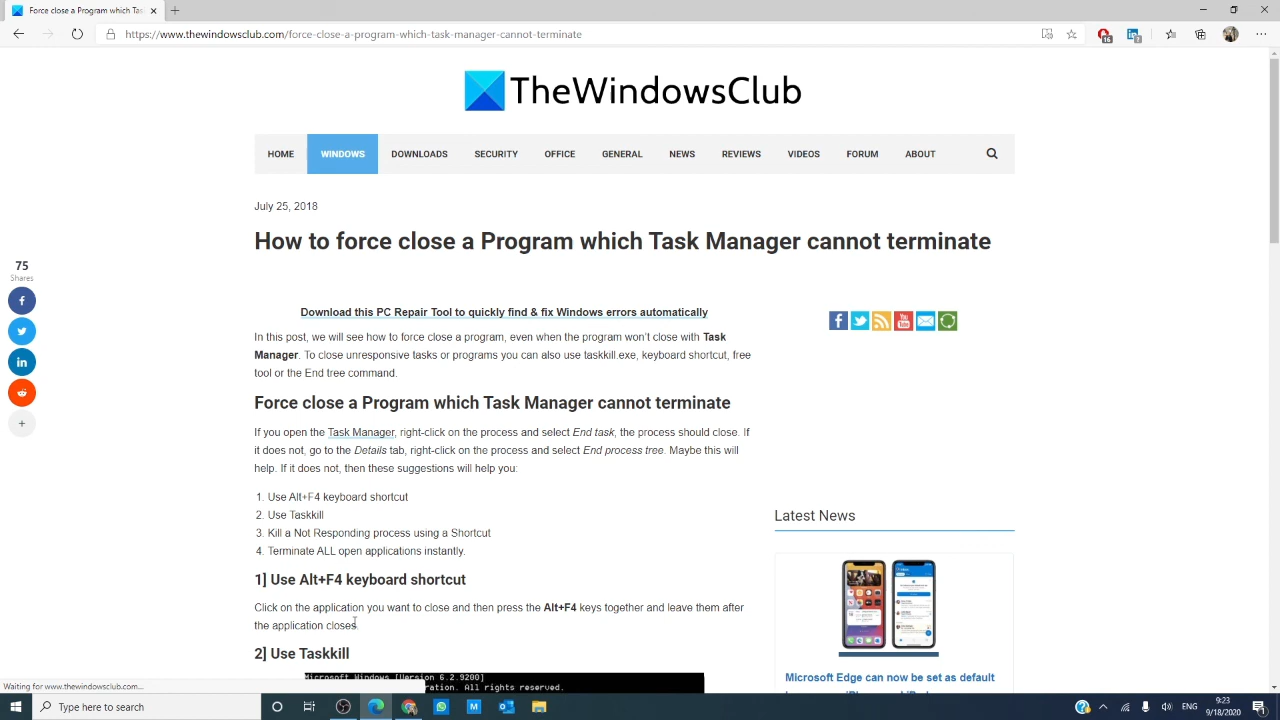 Force close a Program which Task
https://www.thewindowsclub.com/force-close-a-program-which-task-manager-cannot-terminate
TheWindowsClub
HOME WINDOWS DOWNLOADS SECURITY OFFICE GENERAL NEWS REVIEWS VIDEOS FORUM ABOUT
July 25, 2018
How to force close a Program which Task Manager cannot terminate
75
Shares
Download this PC Repair Tool to quickly find & fix Windows errors automatically
In this post, we will see how to force close a program, even when the program won't close with Task
Manager. To close unresponsive tasks or programs you can also use taskkill.exe, keyboard shortcut, free
tool or the End tree command.
Force close a Program which Task Manager cannot terminate
If you open the Task Manager, right-click on the process and select End task, the process should close. If
it does not, go to the Details tab, right-click on the process and select End process tree. Maybe this will
help. If it does not, then these suggestions will help you:
1. Use Alt+F4 keyboard shortcut
2. Use Taskkill
3. Kill a Not Responding process using a Shortcut
4. Terminate ALL open applications instantly.
1] Use Alt+F4 keyboard shortcut
Click on the application you want to close and then press the Alt+F4 keys together and leave them after
the application closes.
2] Use Taskkill
Microsoft Windows [Version 6.2.9200]
All rights reserved.
Latest News
Microsoft Edge can now be set as default
Waiting for www.thewindowsclub.com...
Type here to search
ENG
9:23
9/18/2020